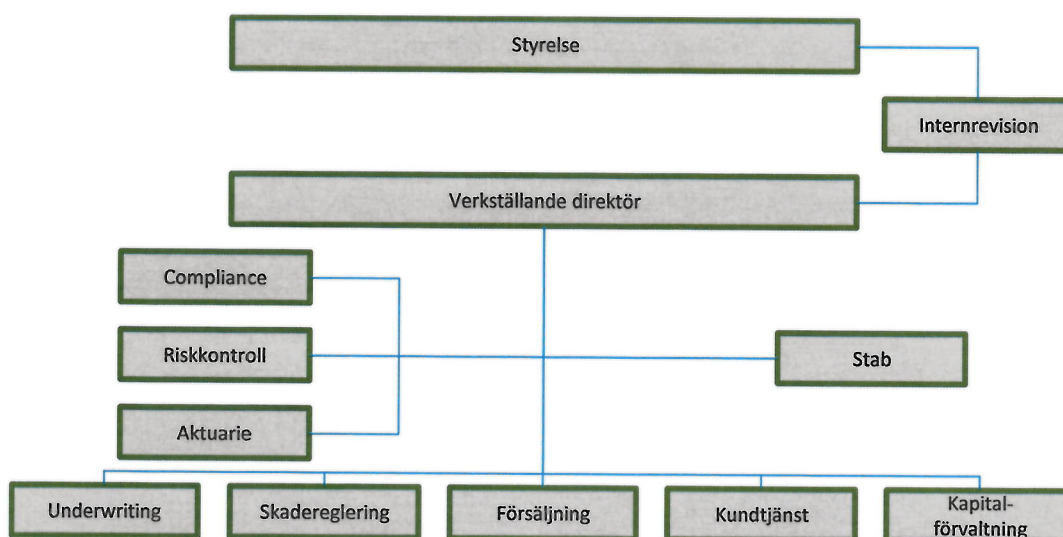 Styrelse
Internrevision
Verkställande direktör
Compliance
Riskkontroll
Stab
Aktuarie
Underwriting
Skadereglering
Försäljning
Kundtjänst
Kapital-
förvaltning